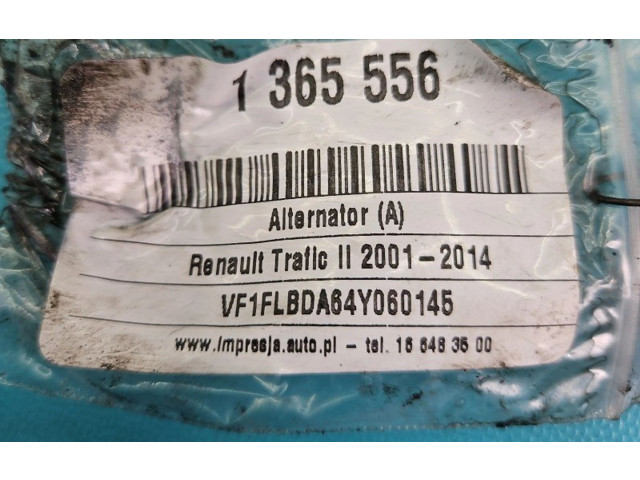 1 365 556
Alternator (A)
Renault Trafic II 2001-2014
VF1FLBDA64Y060145
www.impresja.auto.pl - tel. 16 648 35 00